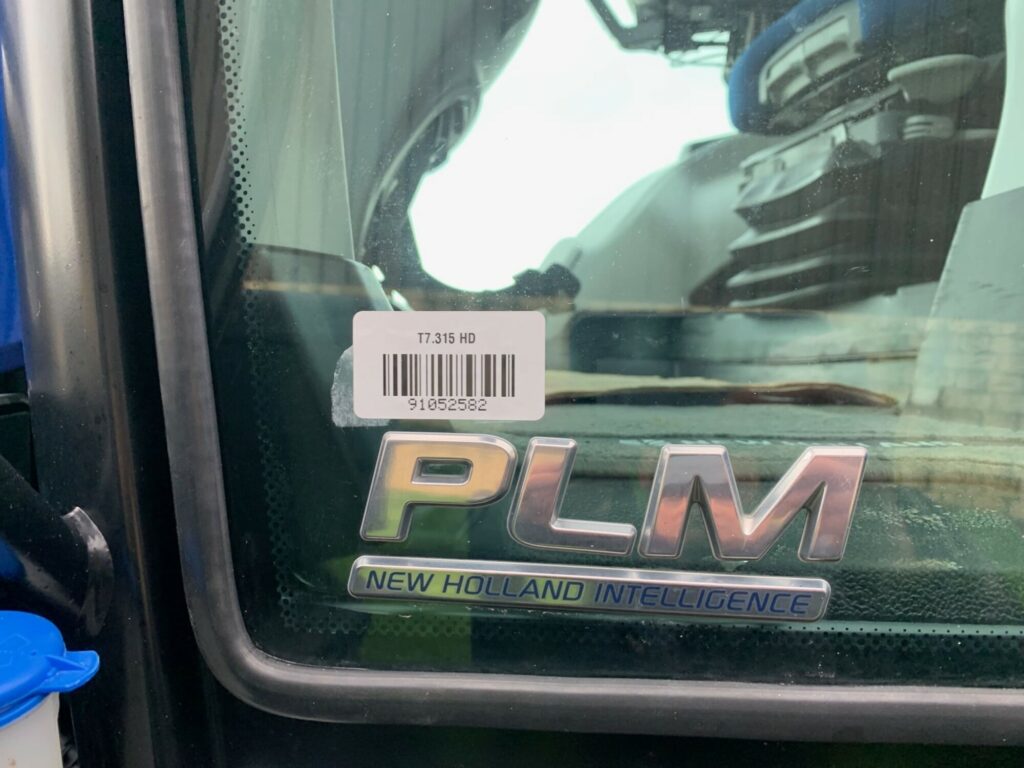 T7.315 HD
91052582
PLM
NEW HOLLAND INTELLIGENCE